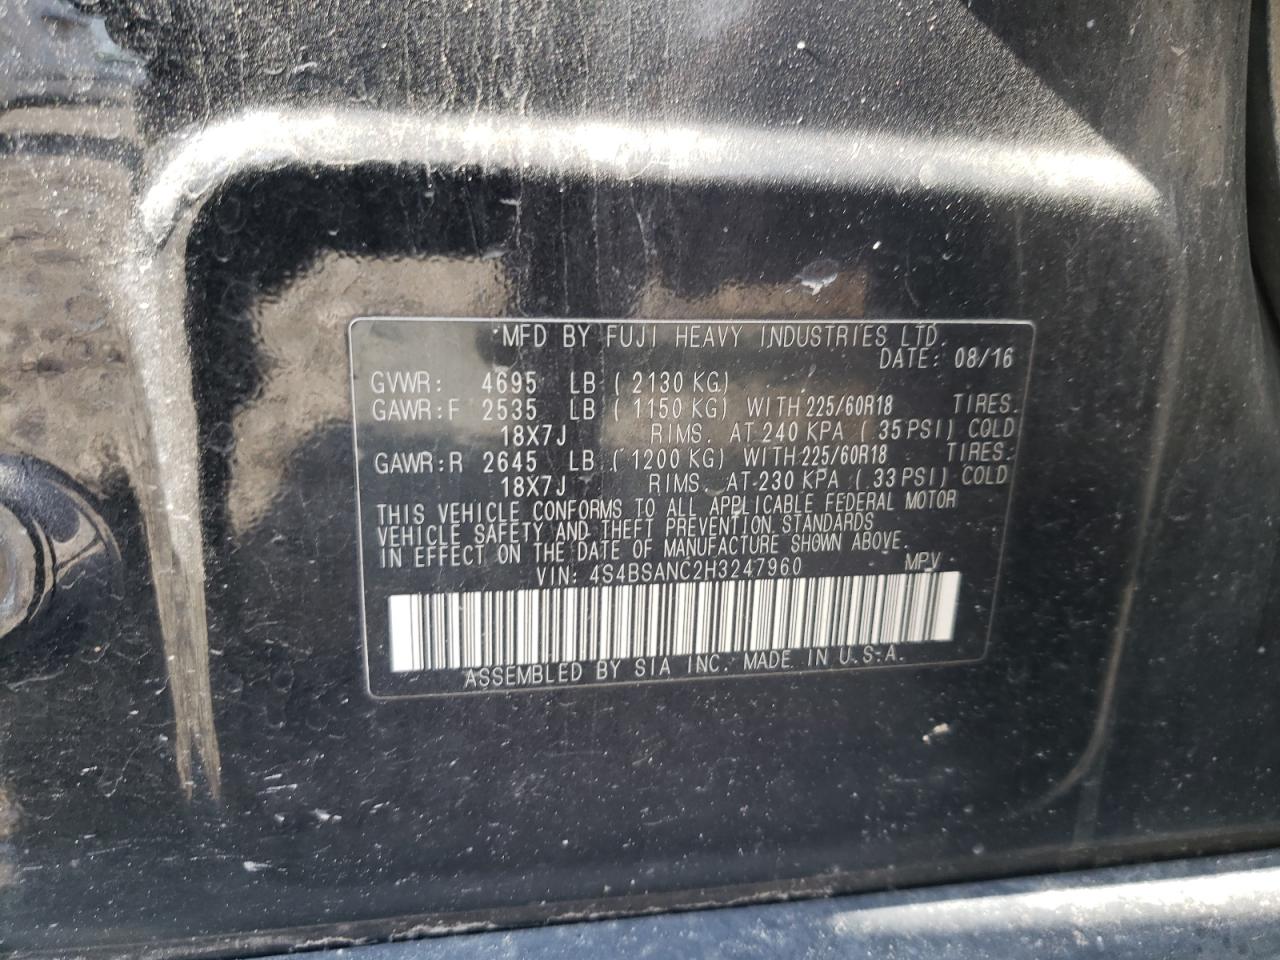 MFD BY FUJI HEAVY INDUSTRIES LTD.
DATE: 08/16
GVWR: 4695 LB ( 2130 KG)
GAWR:F 2535 LB ( 1150 KG) WITH 225/60R18 TIRES.
18X7J RIMS. AT 240 KPA ( 35 PSI) COLD
GAWR:R 2645 LB ( 1200 KG) WITH 225/60R18 TIRES.
18X7J RIMS. AT 230 KPA ( 33 PSI) COLD
THIS VEHICLE CONFORMS TO ALL APPLICABLE FEDERAL MOTOR
VEHICLE SAFETY AND THEFT PREVENTION STANDARDS
IN EFFECT ON THE DATE OF MANUFACTURE SHOWN ABOVE.
VIN: 4S4BSANC2H3247960 MPV
ASSEMBLED BY SIA INC. MADE IN U.S.A.